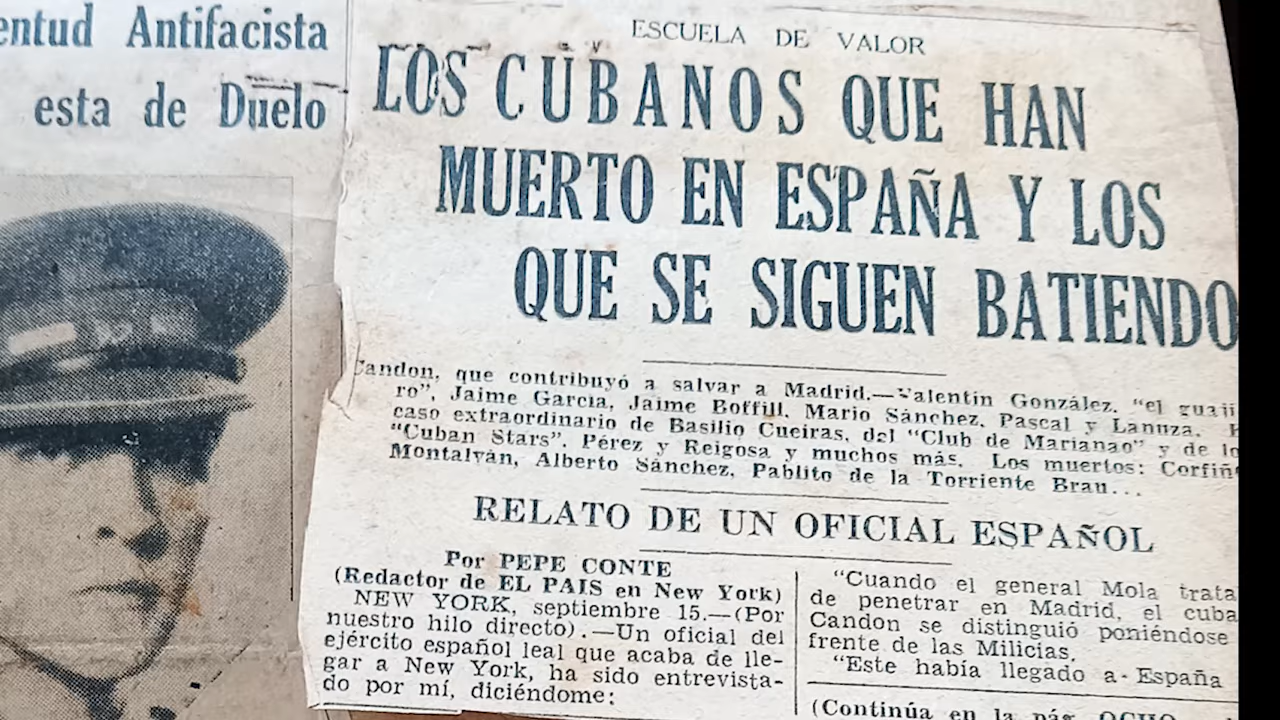 entud Antifacista
esta de Duelo
ESCUELA DE VALOR
LOS CUBANOS QUE HAN
MUERTO EN ESPAÑA Y LOS
QUE SE SIGUEN BATIENDO
Candon, que contribuyó a salvar a Madrid.—Valentín González, "el guaji
ro", Jaime García, Jaime Boffill, Mario Sánchez, Pascal y Lanuza.
caso extraordinario de Basilio Cueiras, del "Club de Marianao" y de lo
"Cuban Stars". Pérez y Reigosa y muchos más. Los muertos: Corfiñ
Montalván, Alberto Sánchez, Pablito de la Torriente Brau...
RELATO DE UN OFICIAL ESPAÑOL
Por PEPE CONTE
(Redactor de EL PAIS en New York)
NEW YORK, septiembre 15.—(Por
nuestro hilo directo).—Un oficial del
ejército español leal que acaba de lle-
gar a New York, ha sido entrevista-
do por mí, diciéndome:
"Cuando el general Mola trata
de penetrar en Madrid, el cuba
Candon se distinguió poniéndose
frente de las Milicias.
"Este había llegado a España
(Continúa en la pág. OCHO